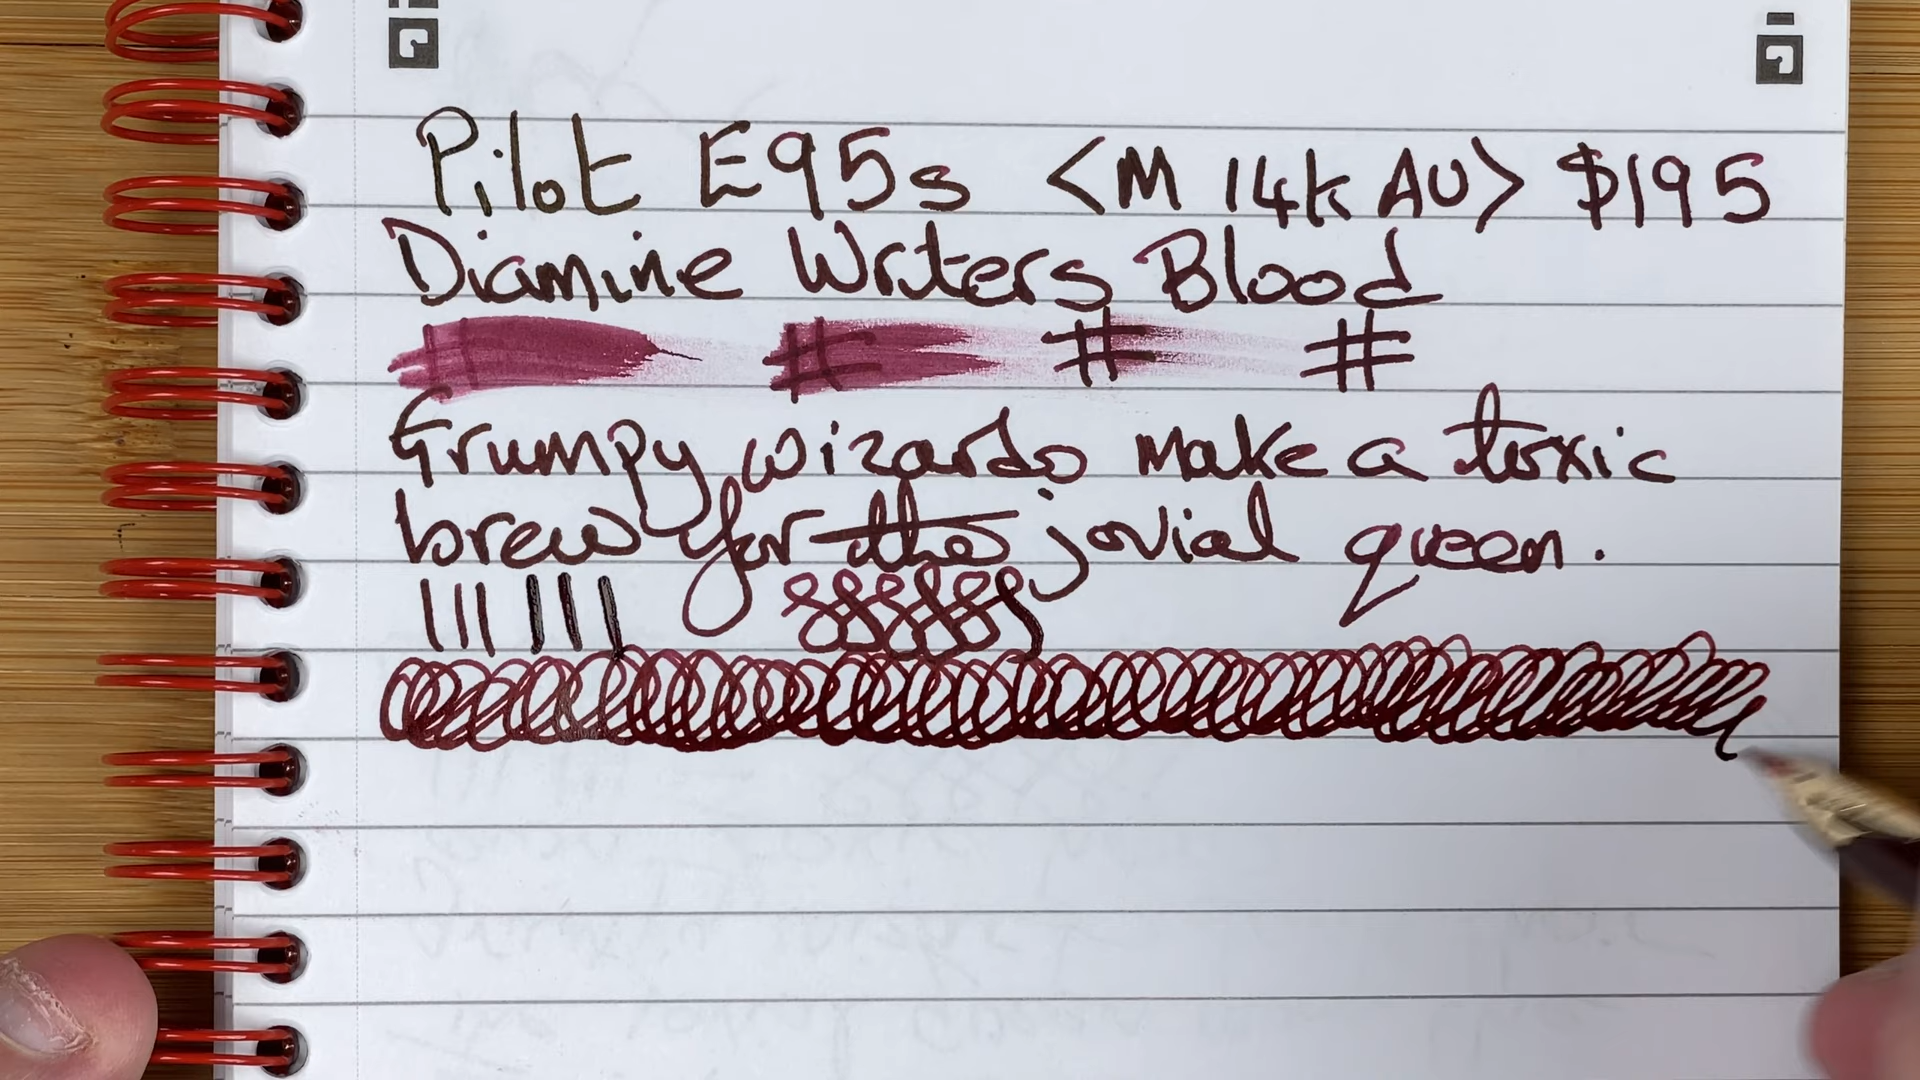 Pilot E95s <M 14k AU> $195
Diamine Writers Blood
# # # #
Grumpy wizards make a toxic
brew for the jovial queen.